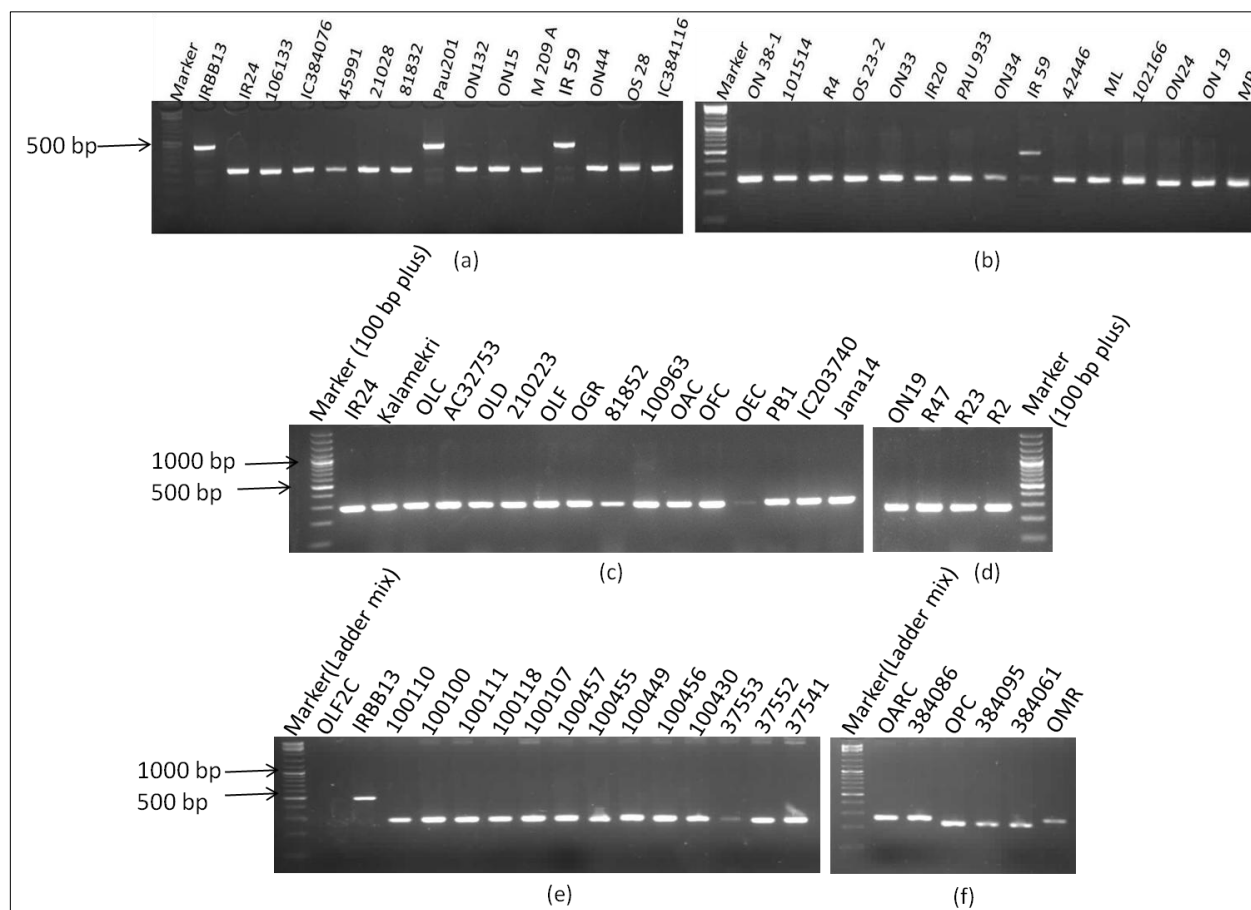 Marker IRBB13 IR24 106133 IC384076 45991 21028 81832 Pau201 ON132 ON15 M 209 A IR 59 ON44 OS 28 IC384116
Marker ON 38-1 101514 R4 OS 23-2 ON33 IR20 PAU 933 ON34 IR 59 422446 ML 102166 ON24 ON 19
500 bp
(a)
(b)
Marker (100 bp plus) IR24 Kalamekri OLC AC32753 OLD 210223 OLF OGR 81852 100963 OAC OFC OEC PB1 IC203740 Jana14
ON19 R47 R23 R2 Marker (100 bp plus)
1000 bp
500 bp
(c)
(d)
Marker(Ladder mix) OLF2C IRBB13 100110 100100 100111 100118 100107 100457 100455 100449 100456 100430 37553 37552 37541
Marker(Ladder mix) OARC 384086 OPC 384095 384061 OMR
1000 bp
500 bp
(e)
(f)